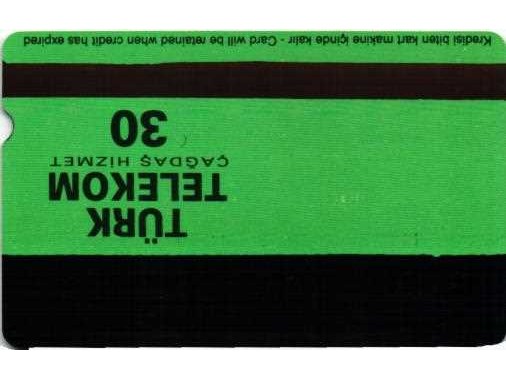 TÜRK
TELEKOM
ÇAĞDAŞ HİZMET
30
Kredisi biten kart makine içinde kalır - Card will be retained when credit has expired